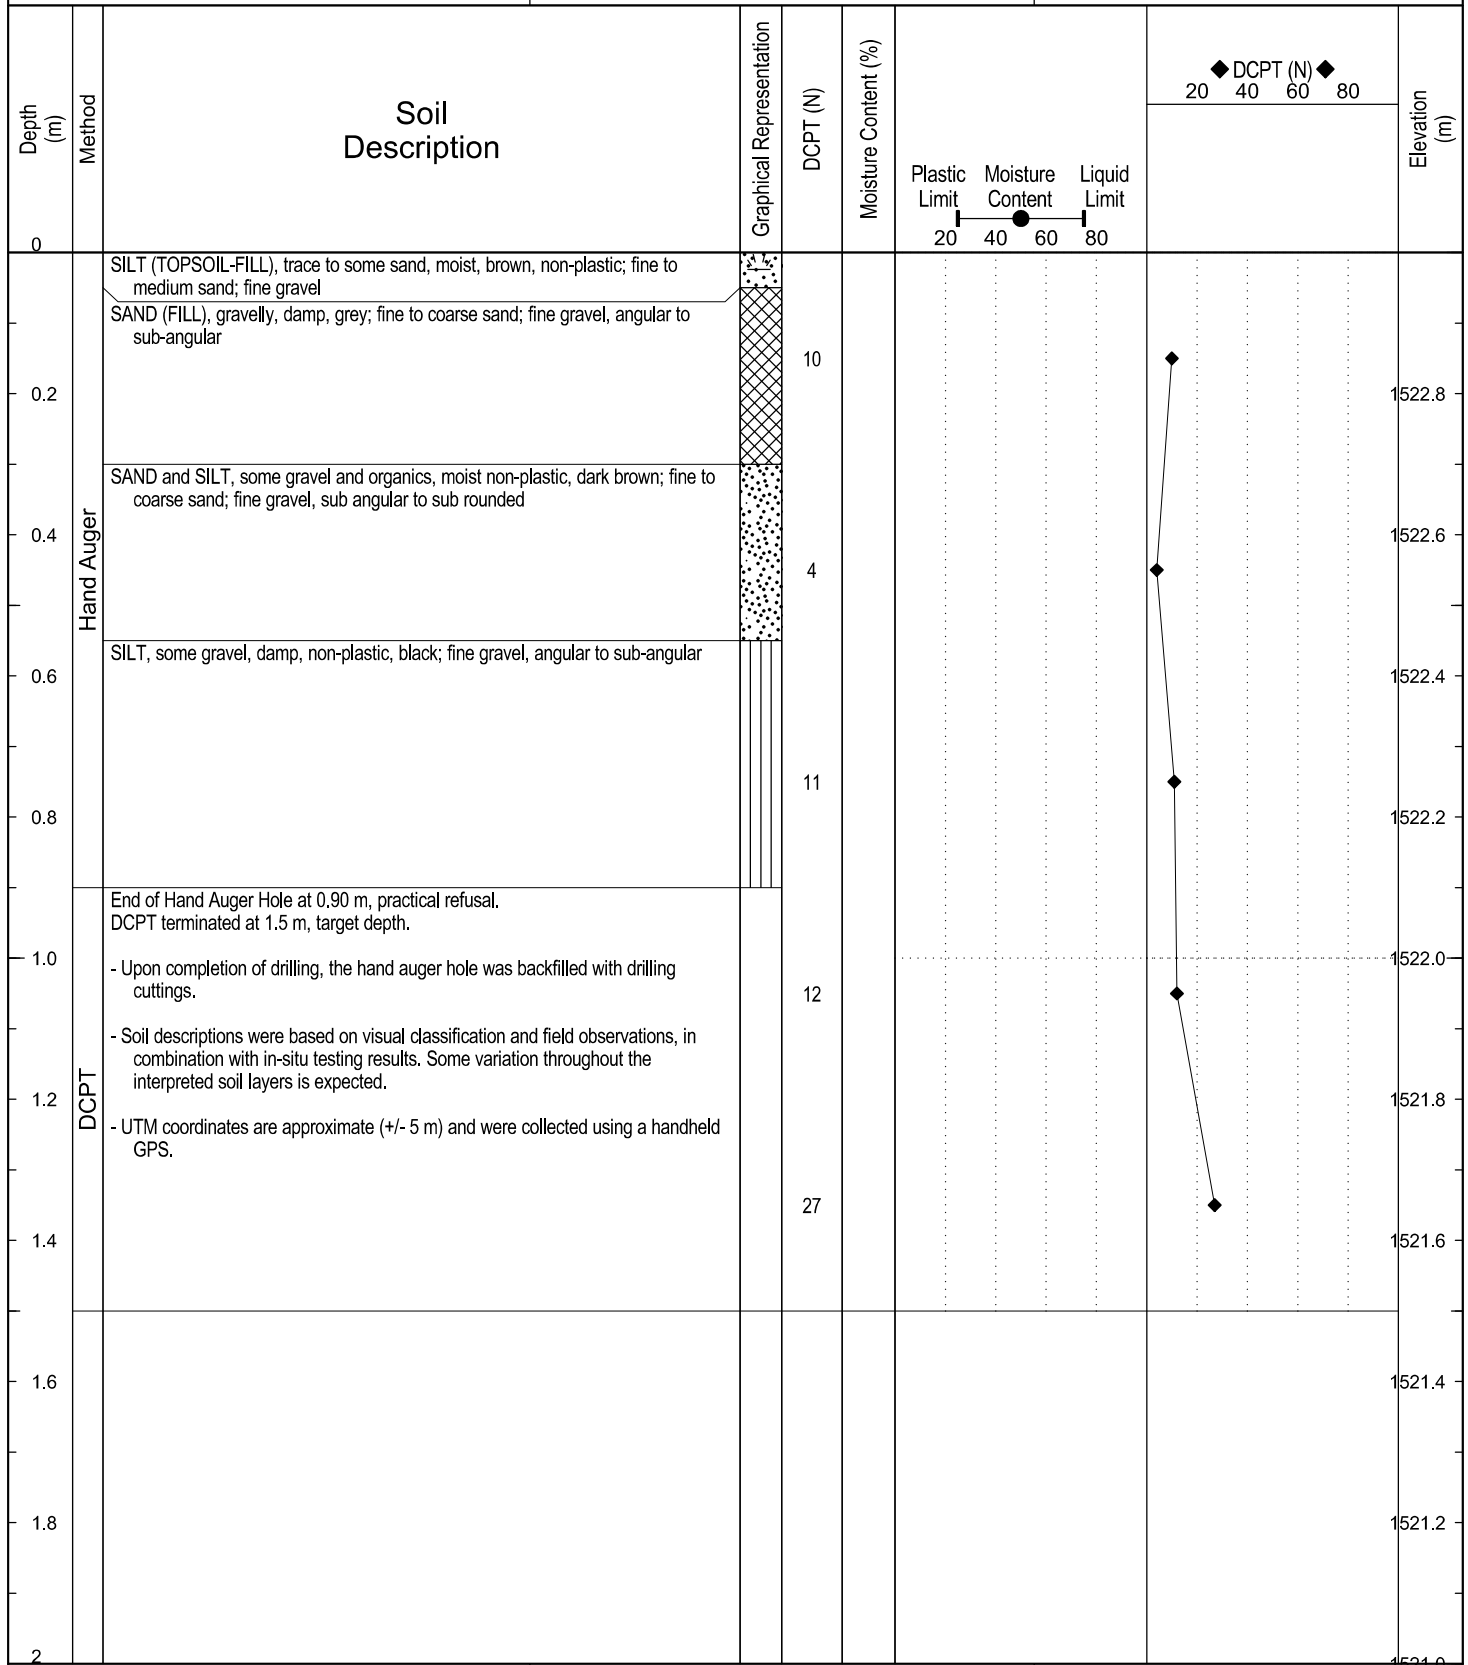 Depth
(m)
Method
Soil
Description
Graphical Representation
DCPT (N)
Moisture Content (%)
Plastic Moisture Liquid
Limit Content Limit
20 40 60 80
DCPT (N)
20 40 60 80
Elevation
(m)
0
SILT (TOPSOIL-FILL), trace to some sand, moist, brown, non-plastic; fine to
medium sand; fine gravel
SAND (FILL), gravelly, damp, grey; fine to coarse sand; fine gravel, angular to
sub-angular
10
0.2
1522.8
SAND and SILT, some gravel and organics, moist non-plastic, dark brown; fine to
coarse sand; fine gravel, sub angular to sub rounded
Hand Auger
0.4
1522.6
4
SILT, some gravel, damp, non-plastic, black; fine gravel, angular to sub-angular
0.6
1522.4
11
0.8
1522.2
End of Hand Auger Hole at 0.90 m, practical refusal.
DCPT terminated at 1.5 m, target depth.
1.0
1522.0
- Upon completion of drilling, the hand auger hole was backfilled with drilling
cuttings.
12
- Soil descriptions were based on visual classification and field observations, in
combination with in-situ testing results. Some variation throughout the
interpreted soil layers is expected.
DCPT
1.2
1521.8
- UTM coordinates are approximate (+/- 5 m) and were collected using a handheld
GPS.
27
1.4
1521.6
1.6
1521.4
1.8
1521.2
2
1521.0